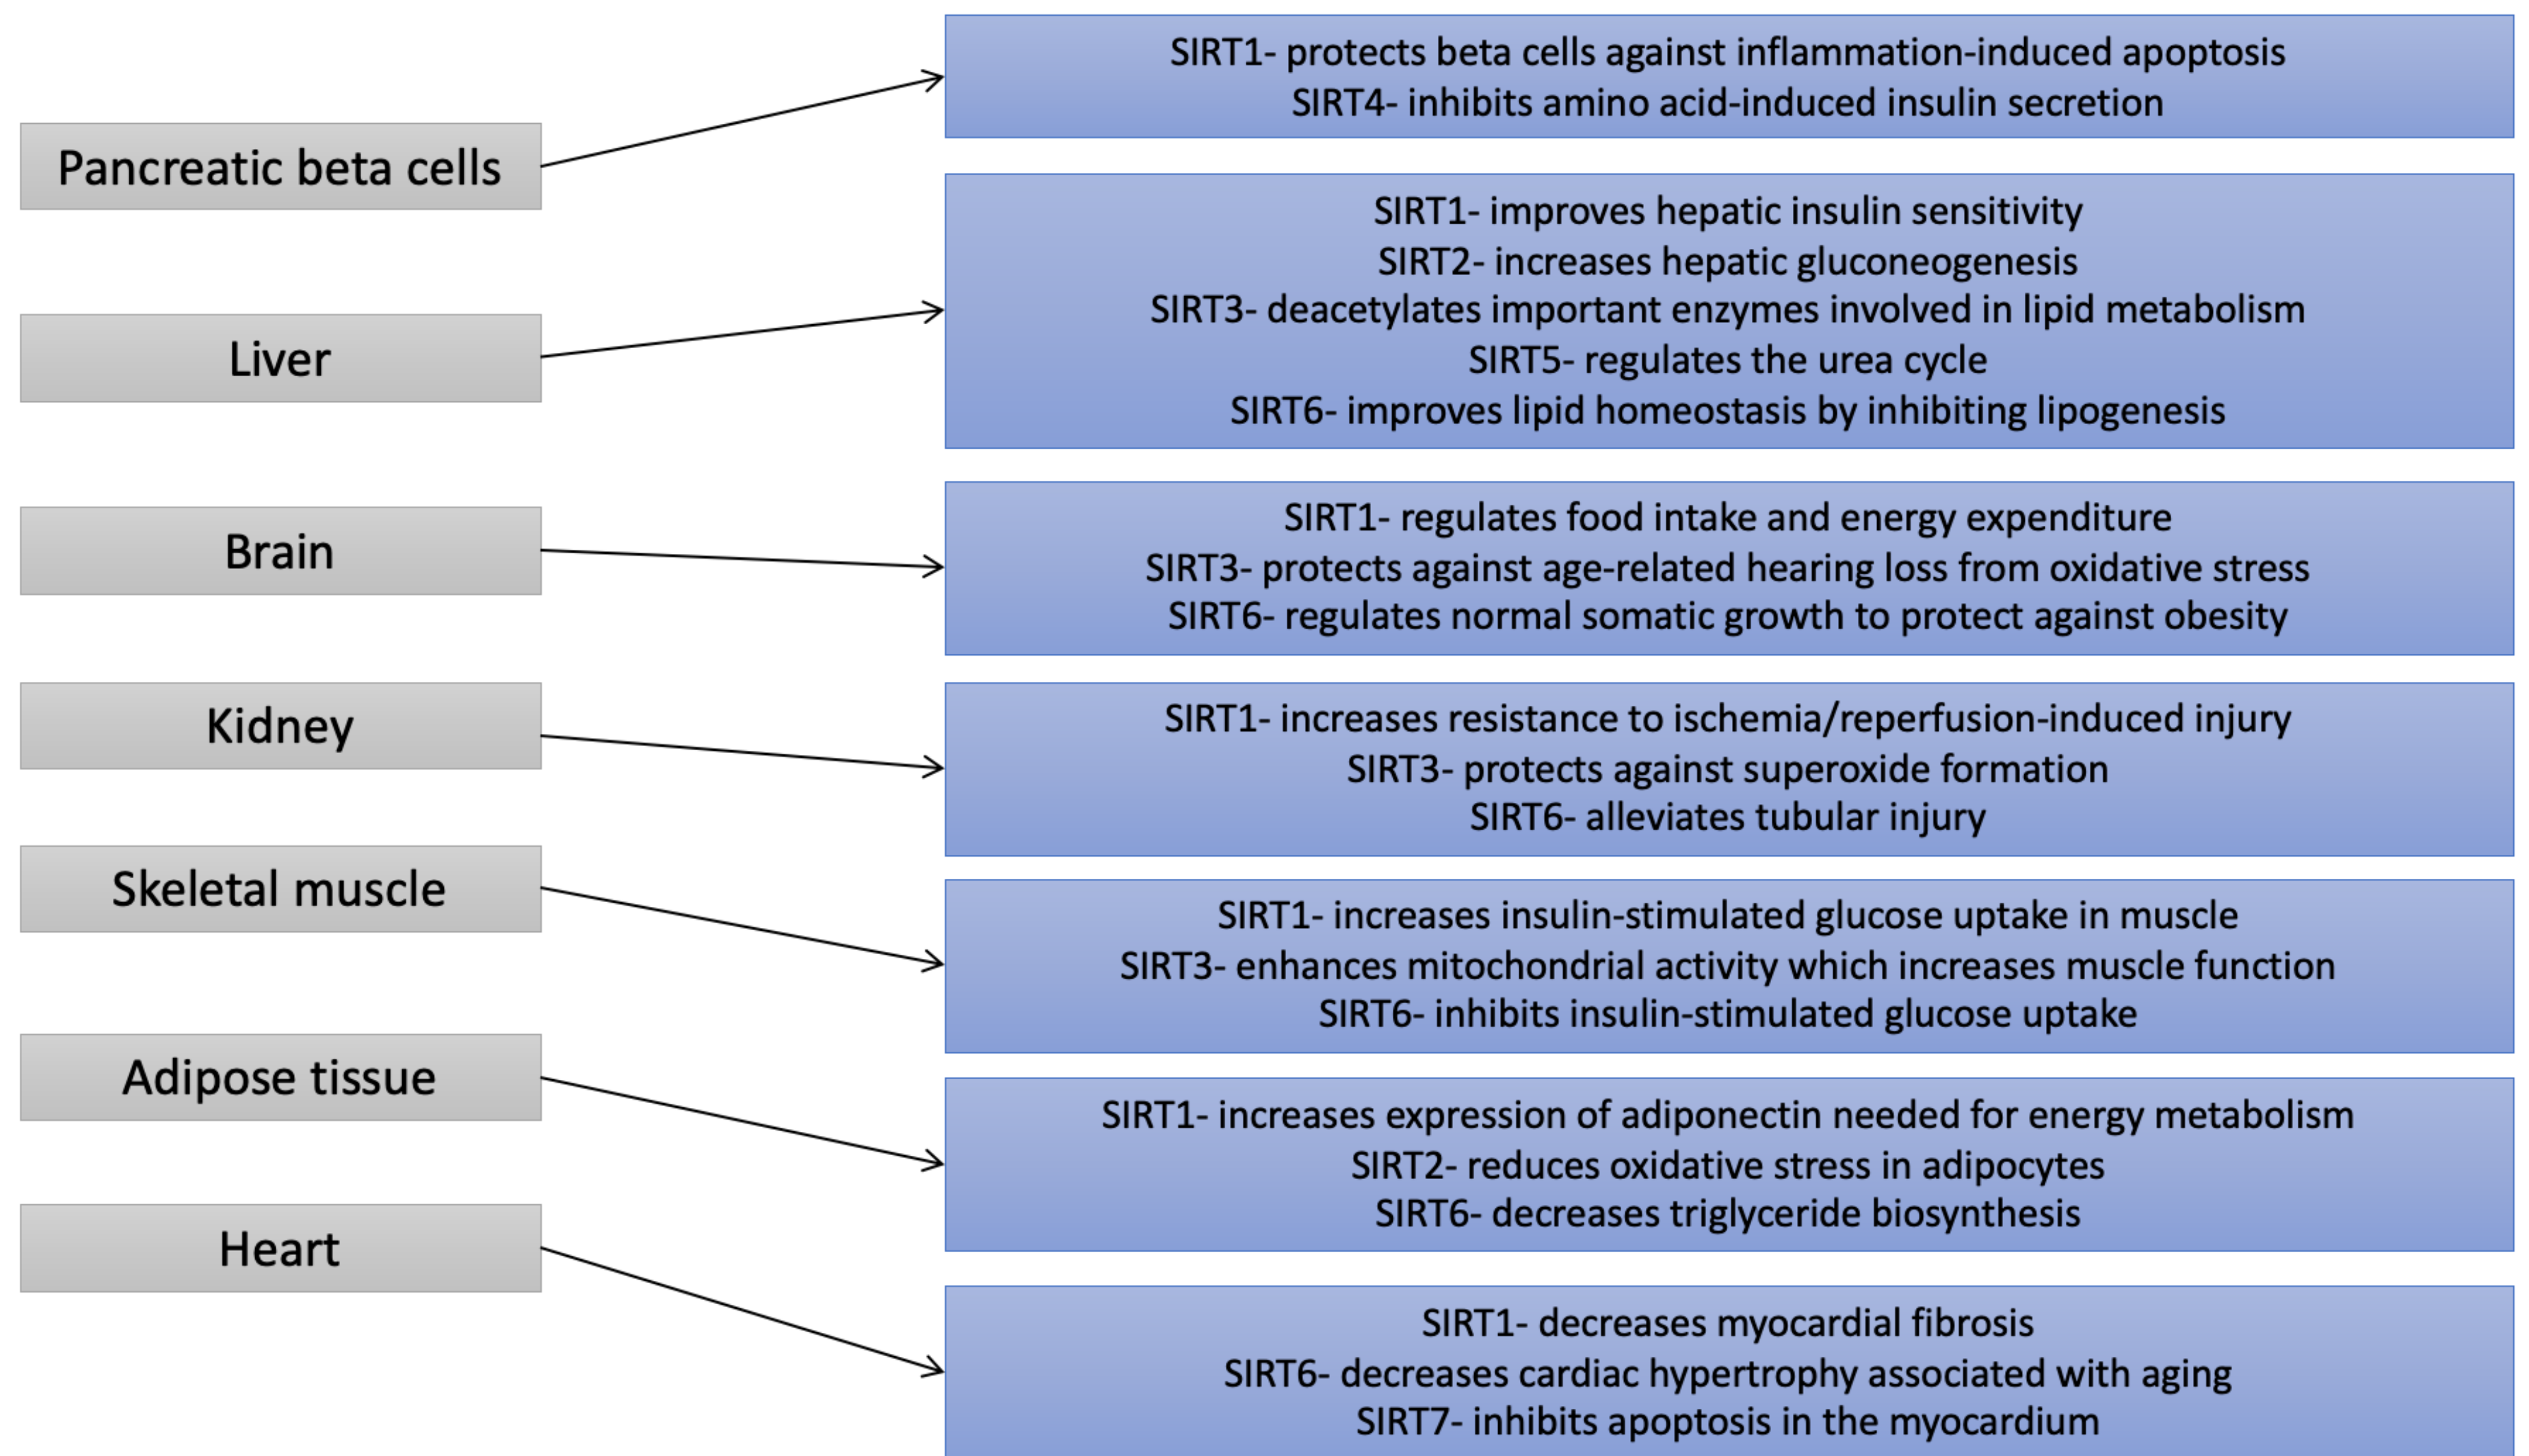 Pancreatic beta cells
SIRT1- protects beta cells against inflammation-induced apoptosis
SIRT4- inhibits amino acid-induced insulin secretion
Liver
SIRT1- improves hepatic insulin sensitivity
SIRT2- increases hepatic gluconeogenesis
SIRT3- deacetylates important enzymes involved in lipid metabolism
SIRT5- regulates the urea cycle
SIRT6- improves lipid homeostasis by inhibiting lipogenesis
Brain
SIRT1- regulates food intake and energy expenditure
SIRT3- protects against age-related hearing loss from oxidative stress
SIRT6- regulates normal somatic growth to protect against obesity
Kidney
SIRT1- increases resistance to ischemia/reperfusion-induced injury
SIRT3- protects against superoxide formation
SIRT6- alleviates tubular injury
Skeletal muscle
SIRT1- increases insulin-stimulated glucose uptake in muscle
SIRT3- enhances mitochondrial activity which increases muscle function
SIRT6- inhibits insulin-stimulated glucose uptake
Adipose tissue
SIRT1- increases expression of adiponectin needed for energy metabolism
SIRT2- reduces oxidative stress in adipocytes
SIRT6- decreases triglyceride biosynthesis
Heart
SIRT1- decreases myocardial fibrosis
SIRT6- decreases cardiac hypertrophy associated with aging
SIRT7- inhibits apoptosis in the myocardium